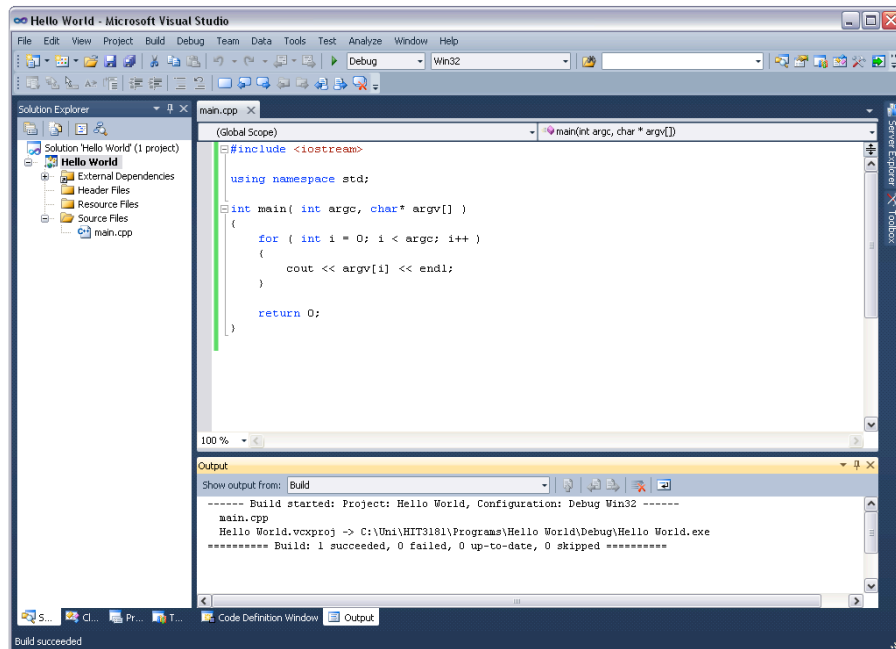 Hello World - Microsoft Visual Studio
File Edit View Project Build Debug Team Data Tools Test Analyze Window Help
Debug Win32
Solution Explorer
Solution 'Hello World' (1 project)
Hello World
External Dependencies
Header Files
Resource Files
Source Files
main.cpp
main.cpp
(Global Scope) main(int argc, char * argv[])
#include <iostream>
using namespace std;
int main( int argc, char* argv[] )
{
for ( int i = 0; i < argc; i++ )
{
cout << argv[i] << endl;
}
return 0;
}
100 %
Server Explorer
Toolbox
Output
Show output from: Build
------ Build started: Project: Hello World, Configuration: Debug Win32 ------
main.cpp
Hello World.vcxproj -> C:\Uni\HIT3181\Programs\Hello World\Debug\Hello World.exe
========== Build: 1 succeeded, 0 failed, 0 up-to-date, 0 skipped ==========
S... Cl... Pr... T... Code Definition Window Output
Build succeeded